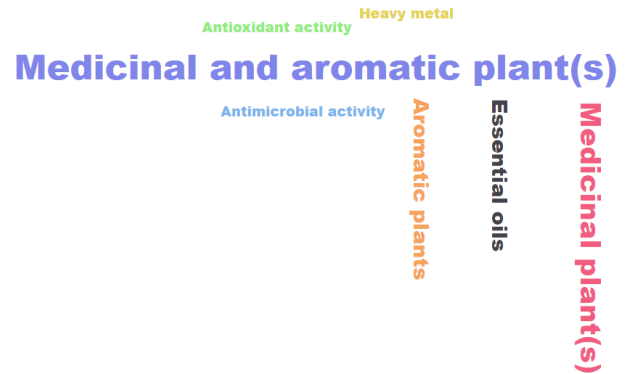 Heavy metal
Antioxidant activity
Medicinal and aromatic plant(s)
Antimicrobial activity
Aromatic plants
Essential oils
Medicinal plant(s)